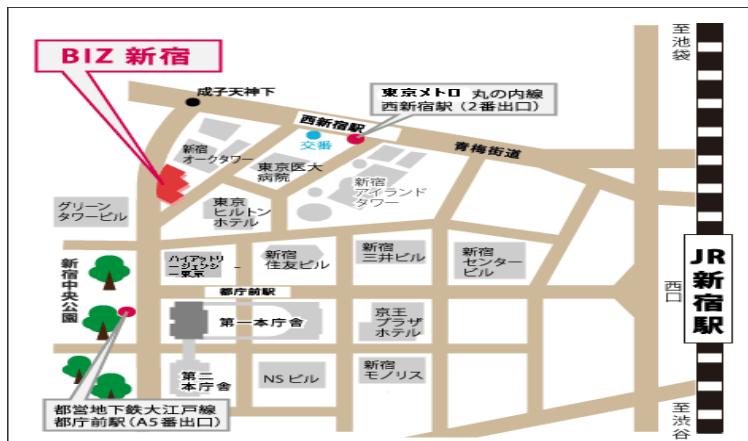 BIZ 新宿
成子天神下
東京メトロ 丸の内線
西新宿駅（2番出口）
西新宿駅
交番
青梅街道
至池袋
新宿
オークタワー
東京医大
病院
新宿
アイランド
タワー
グリーン
タワービル
東京
ヒルトン
ホテル
新宿中央公園
ハイアットリ
ージェンシ
ー東京
新宿
住友ビル
新宿
三井ビル
新宿
センター
ビル
JR新宿駅
西口
都庁前駅
第一本庁舎
京王
プラザ
ホテル
第二
本庁舎
NSビル
新宿
モノリス
都営地下鉄大江戸線
都庁前駅（A5番出口）
至渋谷